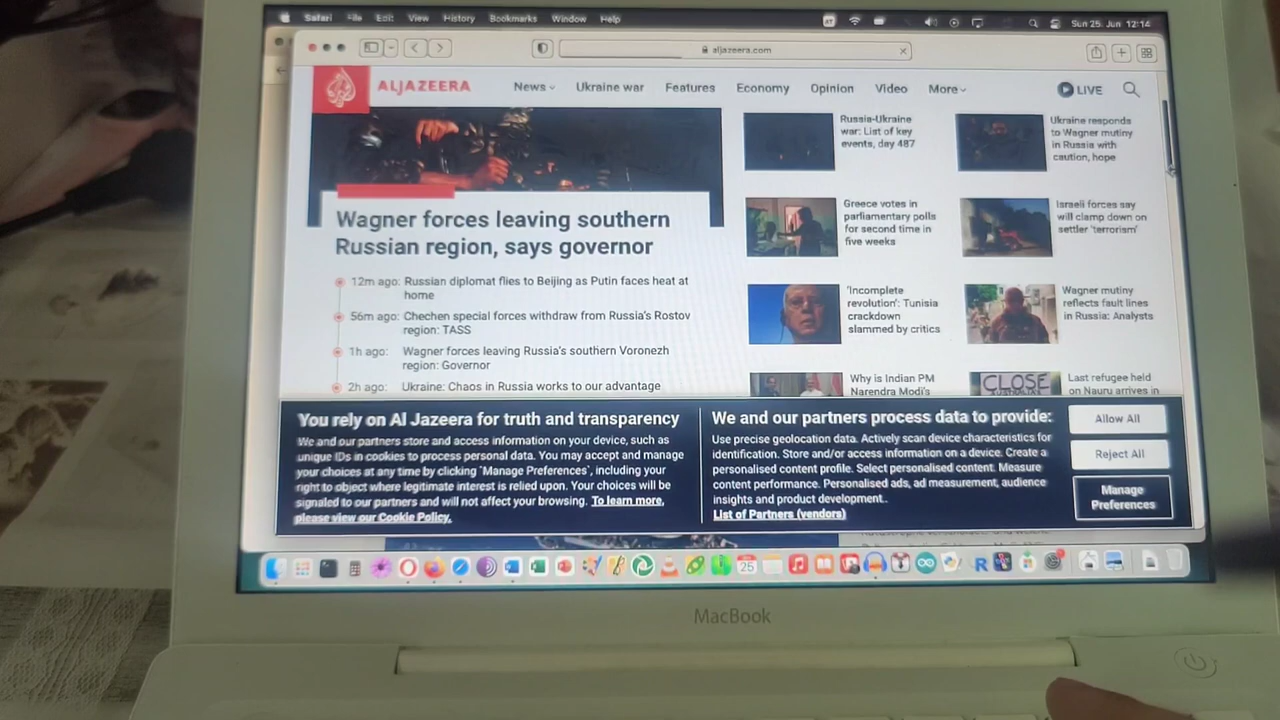 Safari File Edit View History Bookmarks Window Help
Sun 25. Jun 12:14
aljazeera.com
ALJAZEERA
News Ukraine war Features Economy Opinion Video More
LIVE
Wagner forces leaving southern
Russian region, says governor
12m ago: Russian diplomat flies to Beijing as Putin faces heat at
home
56m ago: Chechen special forces withdraw from Russia's Rostov
region: TASS
1h ago: Wagner forces leaving Russia's southern Voronezh
region: Governor
2h ago: Ukraine: Chaos in Russia works to our advantage
Russia-Ukraine
war: List of key
events, day 487
Ukraine responds
to Wagner mutiny
in Russia with
caution, hope
Greece votes in
parliamentary polls
for second time in
five weeks
Israeli forces say
will clamp down on
settler 'terrorism'
'Incomplete
revolution': Tunisia
crackdown
slammed by critics
Wagner mutiny
reflects fault lines
in Russia: Analysts
Why is Indian PM
Narendra Modi's
CLOSE
Last refugee held
on Nauru arrives in
You rely on Al Jazeera for truth and transparency
We and our partners store and access information on your device, such as
unique IDs in cookies to process personal data. You may accept and manage
your choices at any time by clicking `Manage Preferences`, including your
right to object where legitimate interest is relied upon. Your choices will be
signaled to our partners and will not affect your browsing. To learn more,
please view our Cookie Policy.
We and our partners process data to provide:
Use precise geolocation data. Actively scan device characteristics for
identification. Store and/or access information on a device. Create a
personalised content profile. Select personalised content. Measure
content performance. Personalised ads, ad measurement, audience
insights and product development.
List of Partners (vendors)
Allow All
Reject All
Manage
Preferences
25
MacBook